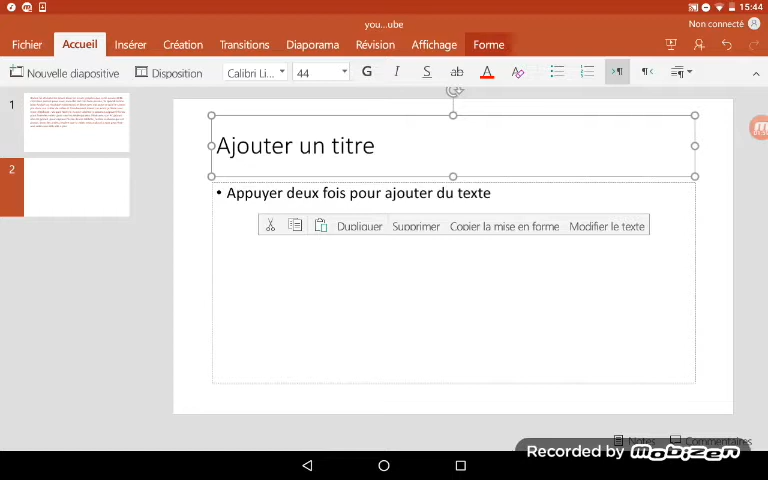 15:44
you...ube
Non connecté
Fichier Accueil Insérer Création Transitions Diaporama Révision Affichage Forme
Nouvelle diapositive Disposition Calibri Li... 44 G I S ab A
1
2
Ajouter un titre
• Appuyer deux fois pour ajouter du texte
Dupliquer Supprimer Copier la mise en forme Modifier le texte
Notes Commentaires
Recorded by mobizen